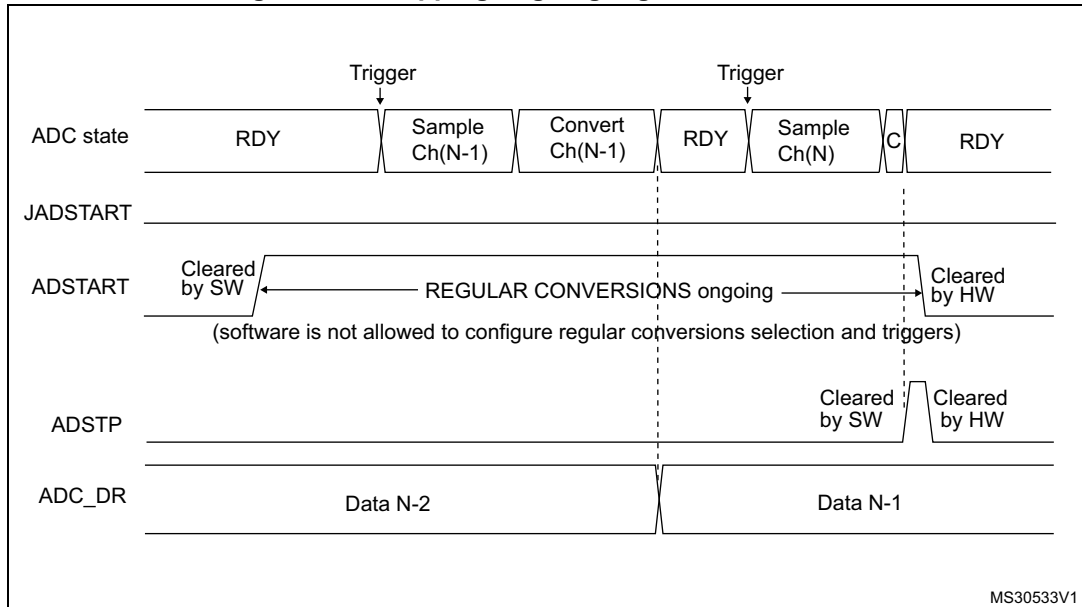 Trigger
Trigger
ADC state
RDY
Sample
Ch(N-1)
Convert
Ch(N-1)
RDY
Sample
Ch(N)
C
RDY
JADSTART
ADSTART
Cleared
by SW
REGULAR CONVERSIONS ongoing
Cleared
by HW
(software is not allowed to configure regular conversions selection and triggers)
ADSTP
Cleared
by SW
Cleared
by HW
ADC_DR
Data N-2
Data N-1
MS30533V1